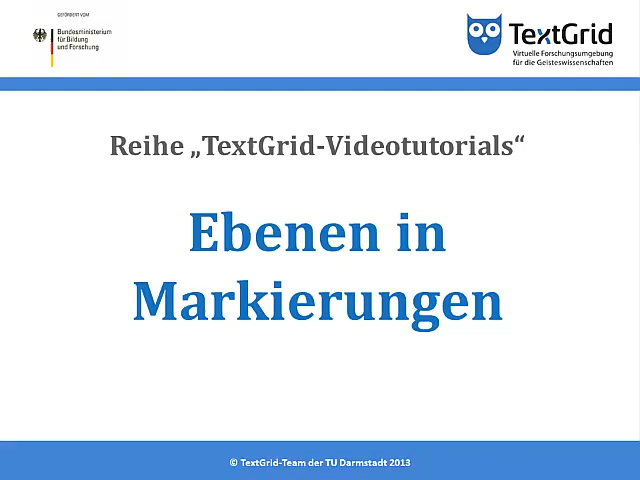 GEFÖRDERT VOM
Bundesministerium
für Bildung
und Forschung
TextGrid
Virtuelle Forschungsumgebung
für die Geisteswissenschaften
Reihe „TextGrid-Videotutorials“
Ebenen in
Markierungen
© TextGrid-Team der TU Darmstadt 2013